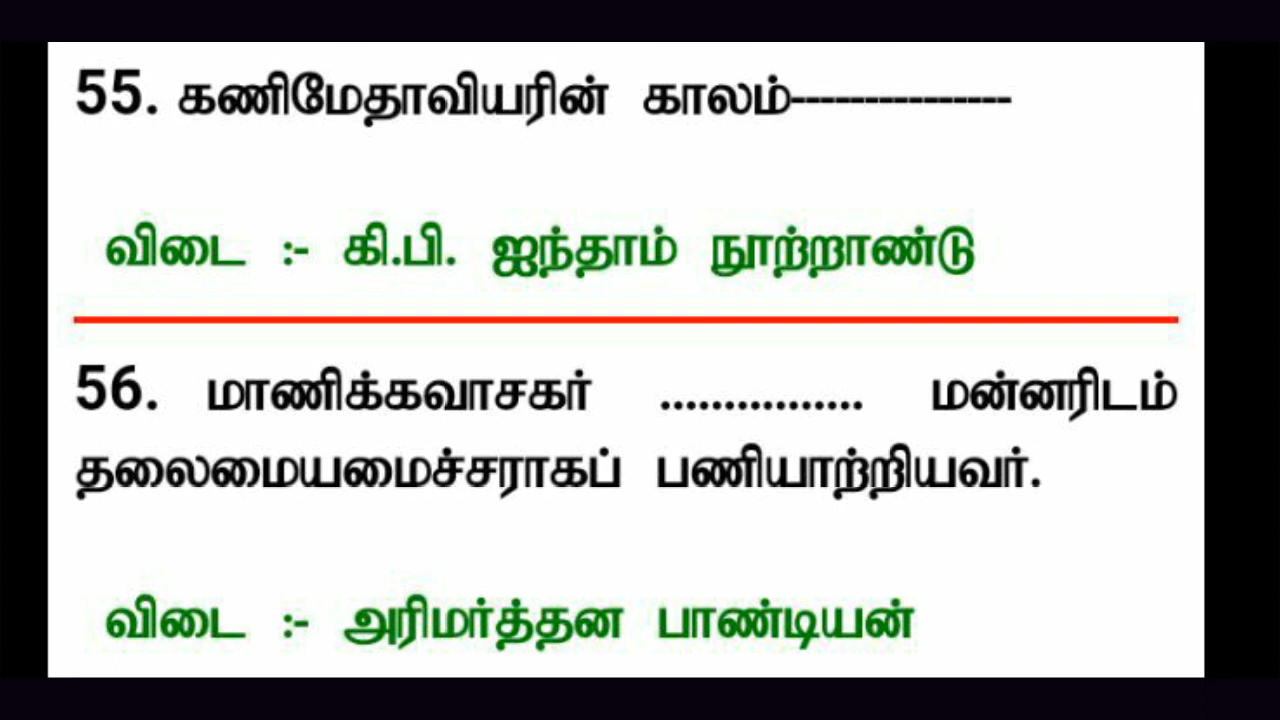 55. கணிமேதாவியரின் காலம்---------------
விடை :- கி.பி. ஐந்தாம் நூற்றாண்டு
56. மாணிக்கவாசகர் ................ மன்னரிடம்
தலைமையமைச்சராகப் பணியாற்றியவர்.
விடை :- அரிமர்த்தன பாண்டியன்